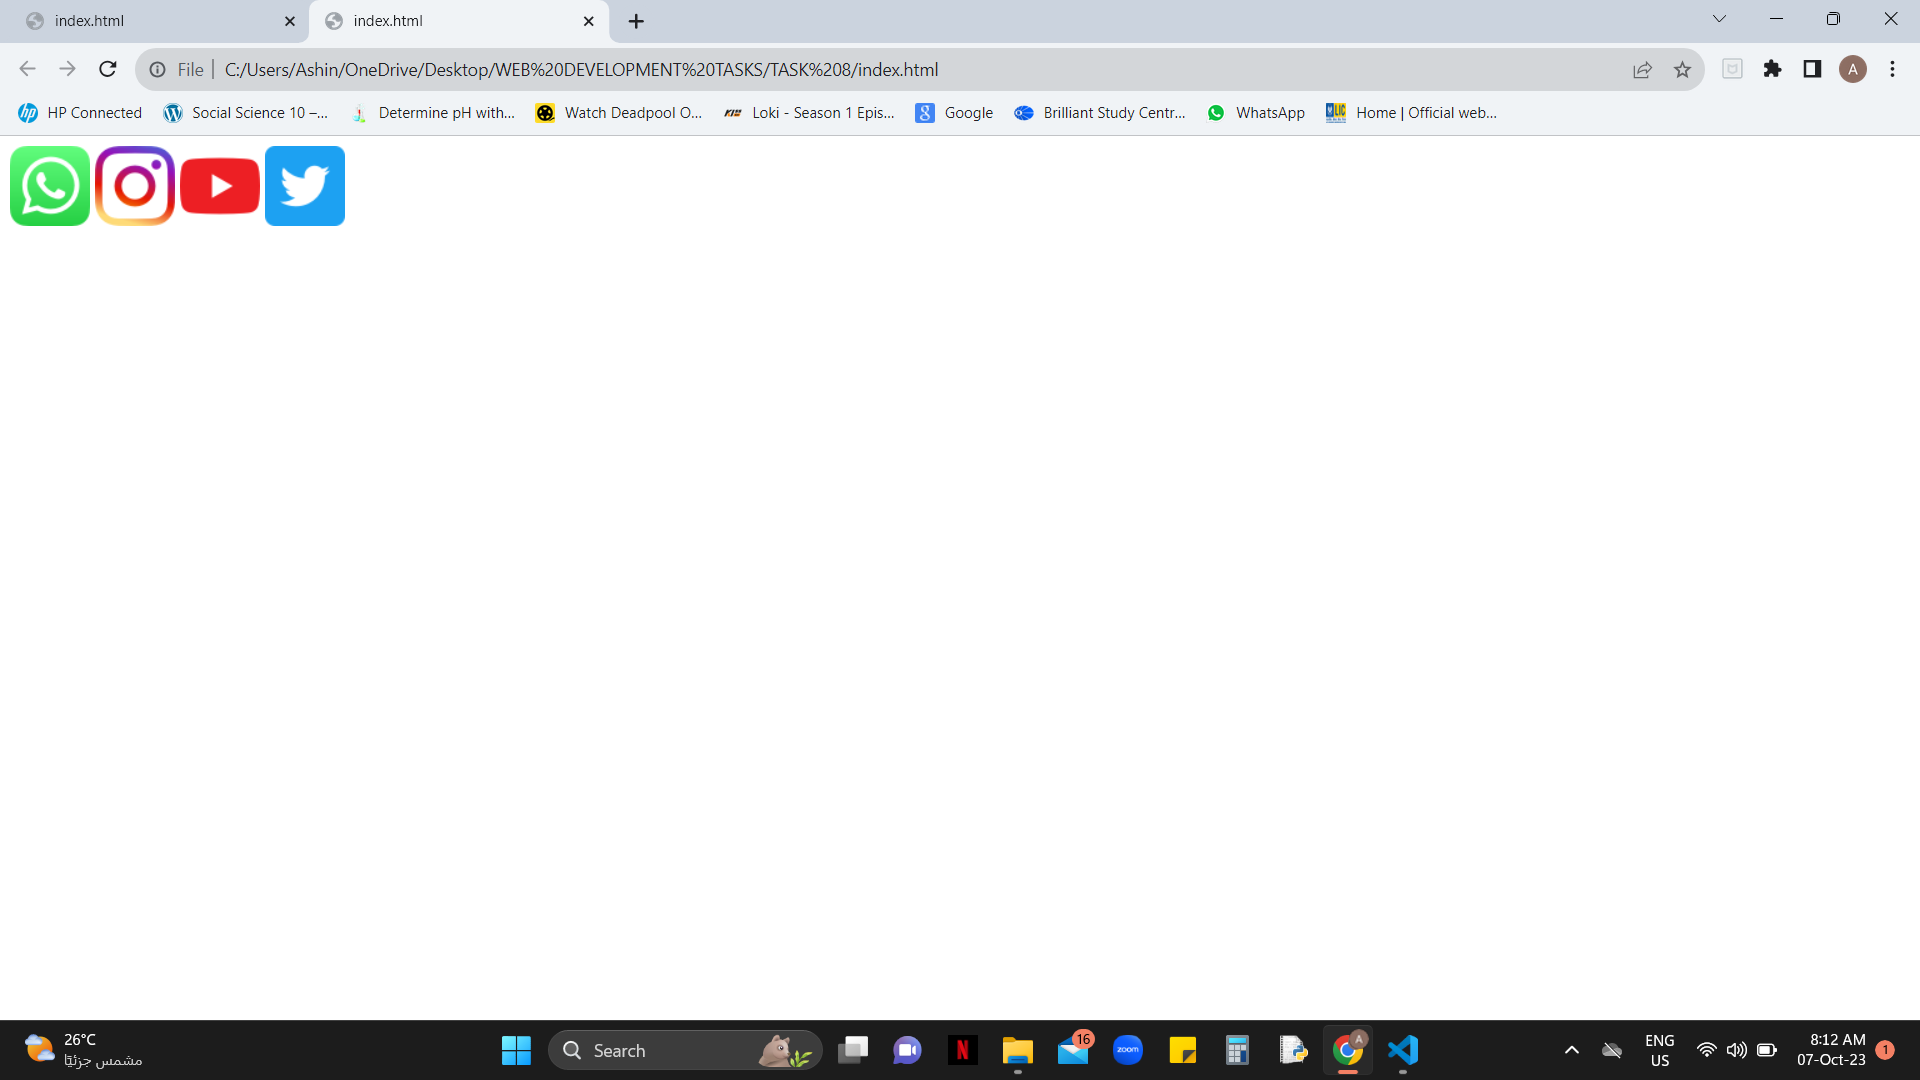 index.html
index.html
File
C:/Users/Ashin/OneDrive/Desktop/WEB%20DEVELOPMENT%20TASKS/TASK%208/index.html
A
HP Connected
Social Science 10 –...
Determine pH with...
Watch Deadpool O...
Loki - Season 1 Epis...
Google
Brilliant Study Centr...
WhatsApp
Home | Official web...
26°C
مشمس جزئيًا
Search
16
zoom
A
ENG
US
8:12 AM
07-Oct-23
1